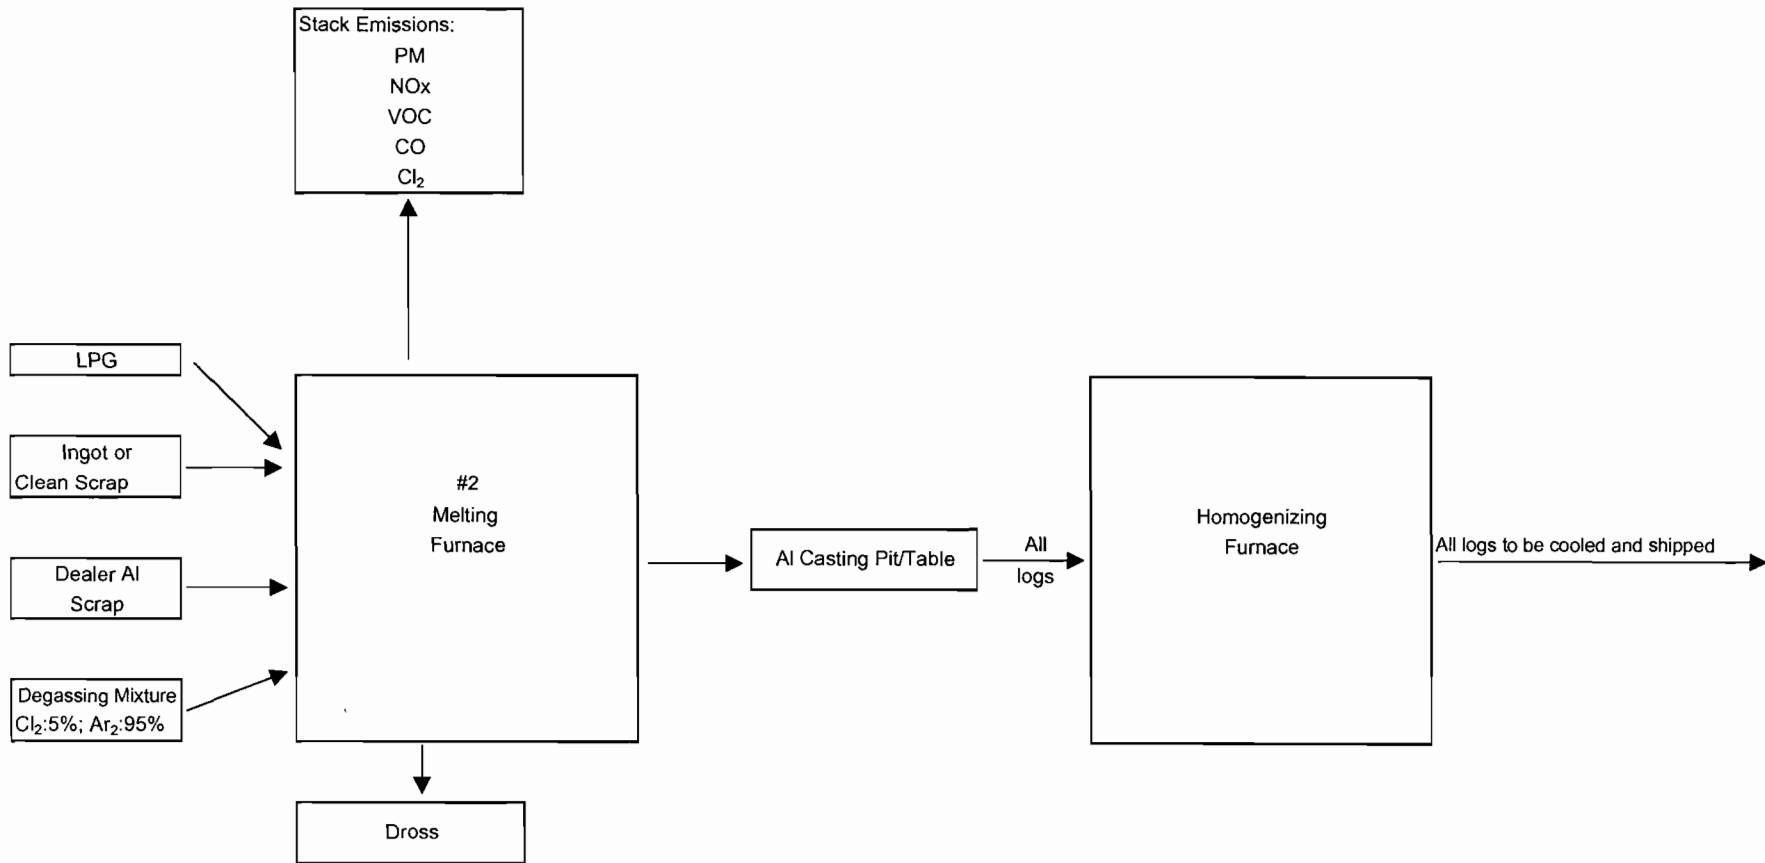 Stack Emissions:
PM
NOx
VOC
CO
Cl₂
LPG
Ingot or
Clean Scrap
Dealer Al
Scrap
Degassing Mixture
Cl₂:5%; Ar₂:95%
#2
Melting
Furnace
Dross
Al Casting Pit/Table
All
logs
Homogenizing
Furnace
All logs to be cooled and shipped